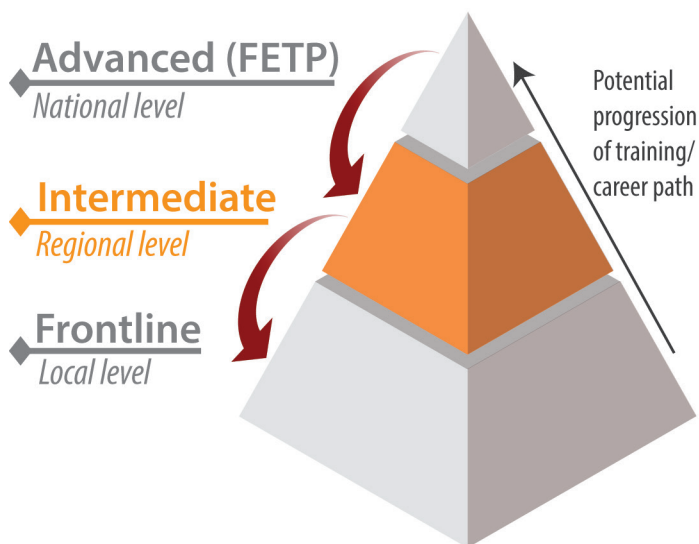 Advanced (FETP)
National level
Intermediate
Regional level
Frontline
Local level
Potential
progression
of training/
career path